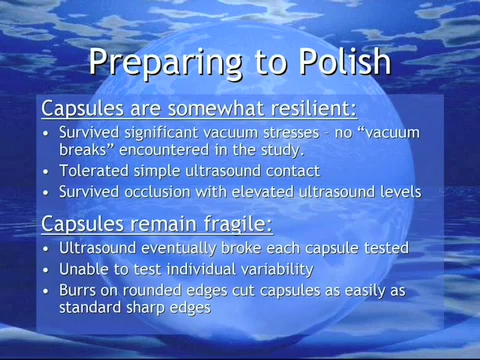 Preparing to Polish
Capsules are somewhat resilient:
• Survived significant vacuum stresses – no “vacuum
breaks” encountered in the study.
• Tolerated simple ultrasound contact
• Survived occlusion with elevated ultrasound levels
Capsules remain fragile:
• Ultrasound eventually broke each capsule tested
• Unable to test individual variability
• Burrs on rounded edges cut capsules as easily as
standard sharp edges